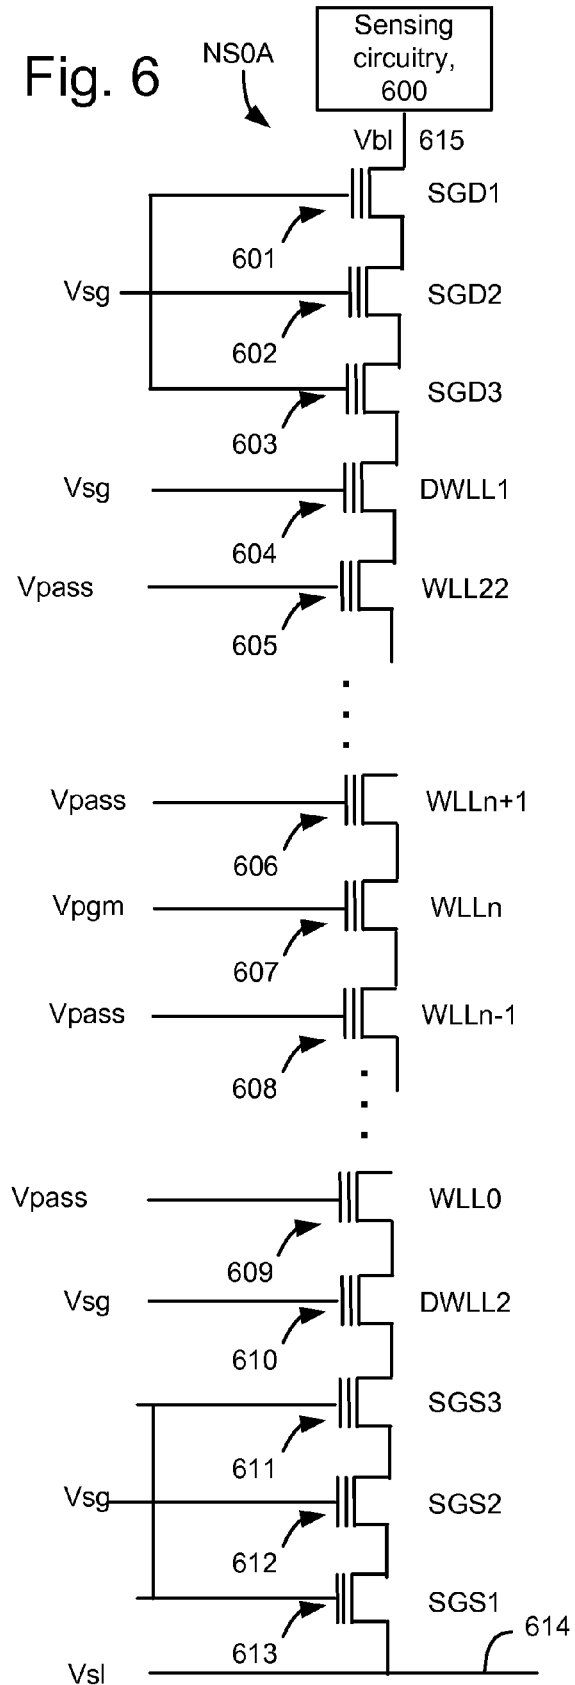 Fig. 6
NS0A
Sensing
circuitry,
600
Vbl 615
SGD1
601
Vsg
SGD2
602
SGD3
603
Vsg
DWLL1
604
Vpass
WLL22
605
Vpass
WLLn+1
606
Vpgm
WLLn
607
Vpass
WLLn-1
608
Vpass
WLL0
609
Vsg
DWLL2
610
SGS3
611
Vsg
SGS2
612
SGS1
613
614
Vsl